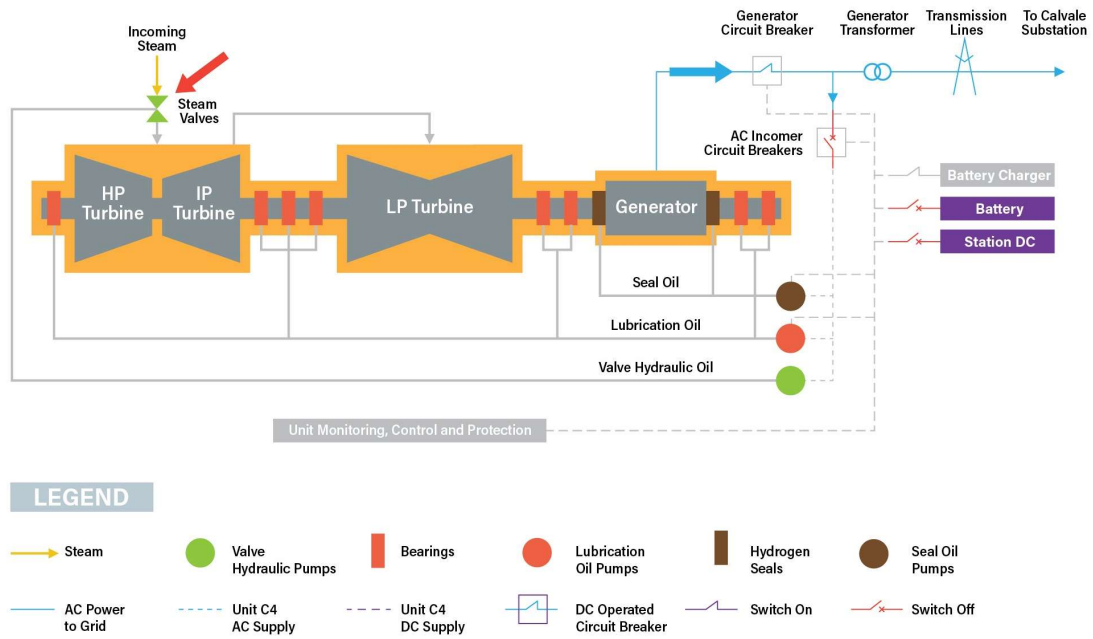 Generator
Circuit Breaker
Generator
Transformer
Transmission
Lines
To Calvale
Substation
Incoming
Steam
Steam
Valves
AC Incomer
Circuit Breakers
Battery Charger
Battery
Station DC
HP
Turbine
IP
Turbine
LP Turbine
Generator
Seal Oil
Lubrication Oil
Valve Hydraulic Oil
Unit Monitoring, Control and Protection
LEGEND
Steam
Valve
Hydraulic Pumps
Bearings
Lubrication
Oil Pumps
Hydrogen
Seals
Seal Oil
Pumps
AC Power
to Grid
Unit C4
AC Supply
Unit C4
DC Supply
DC Operated
Circuit Breaker
Switch On
Switch Off